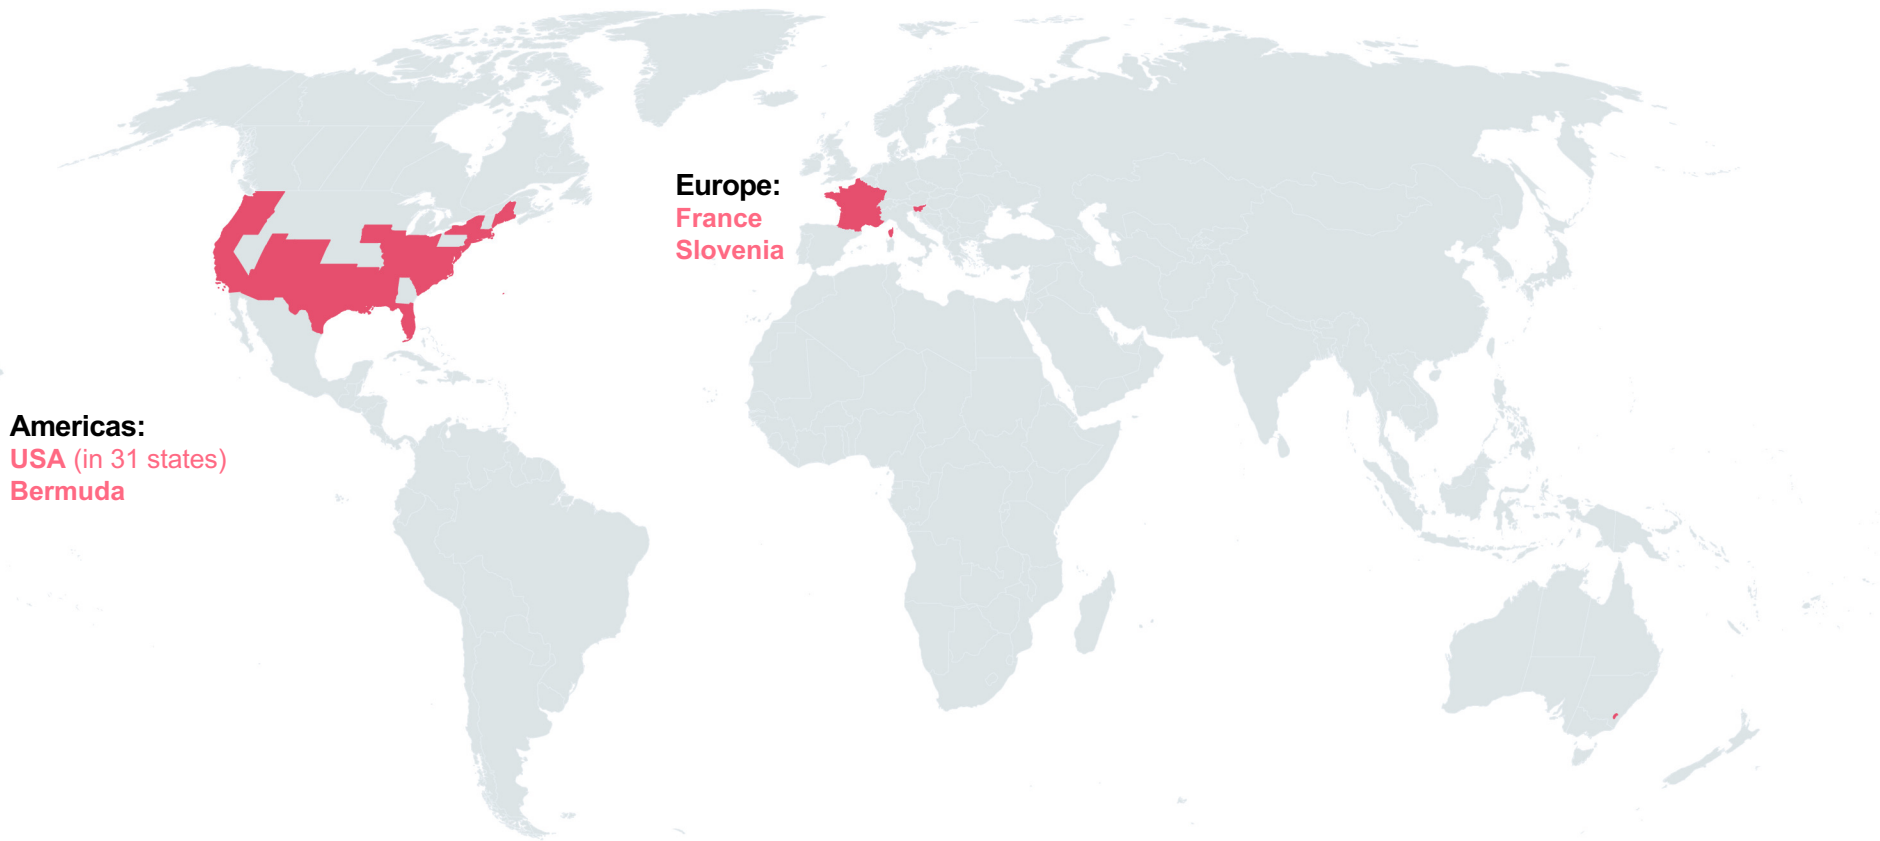 Europe:
France
Slovenia
Americas:
USA (in 31 states)
Bermuda